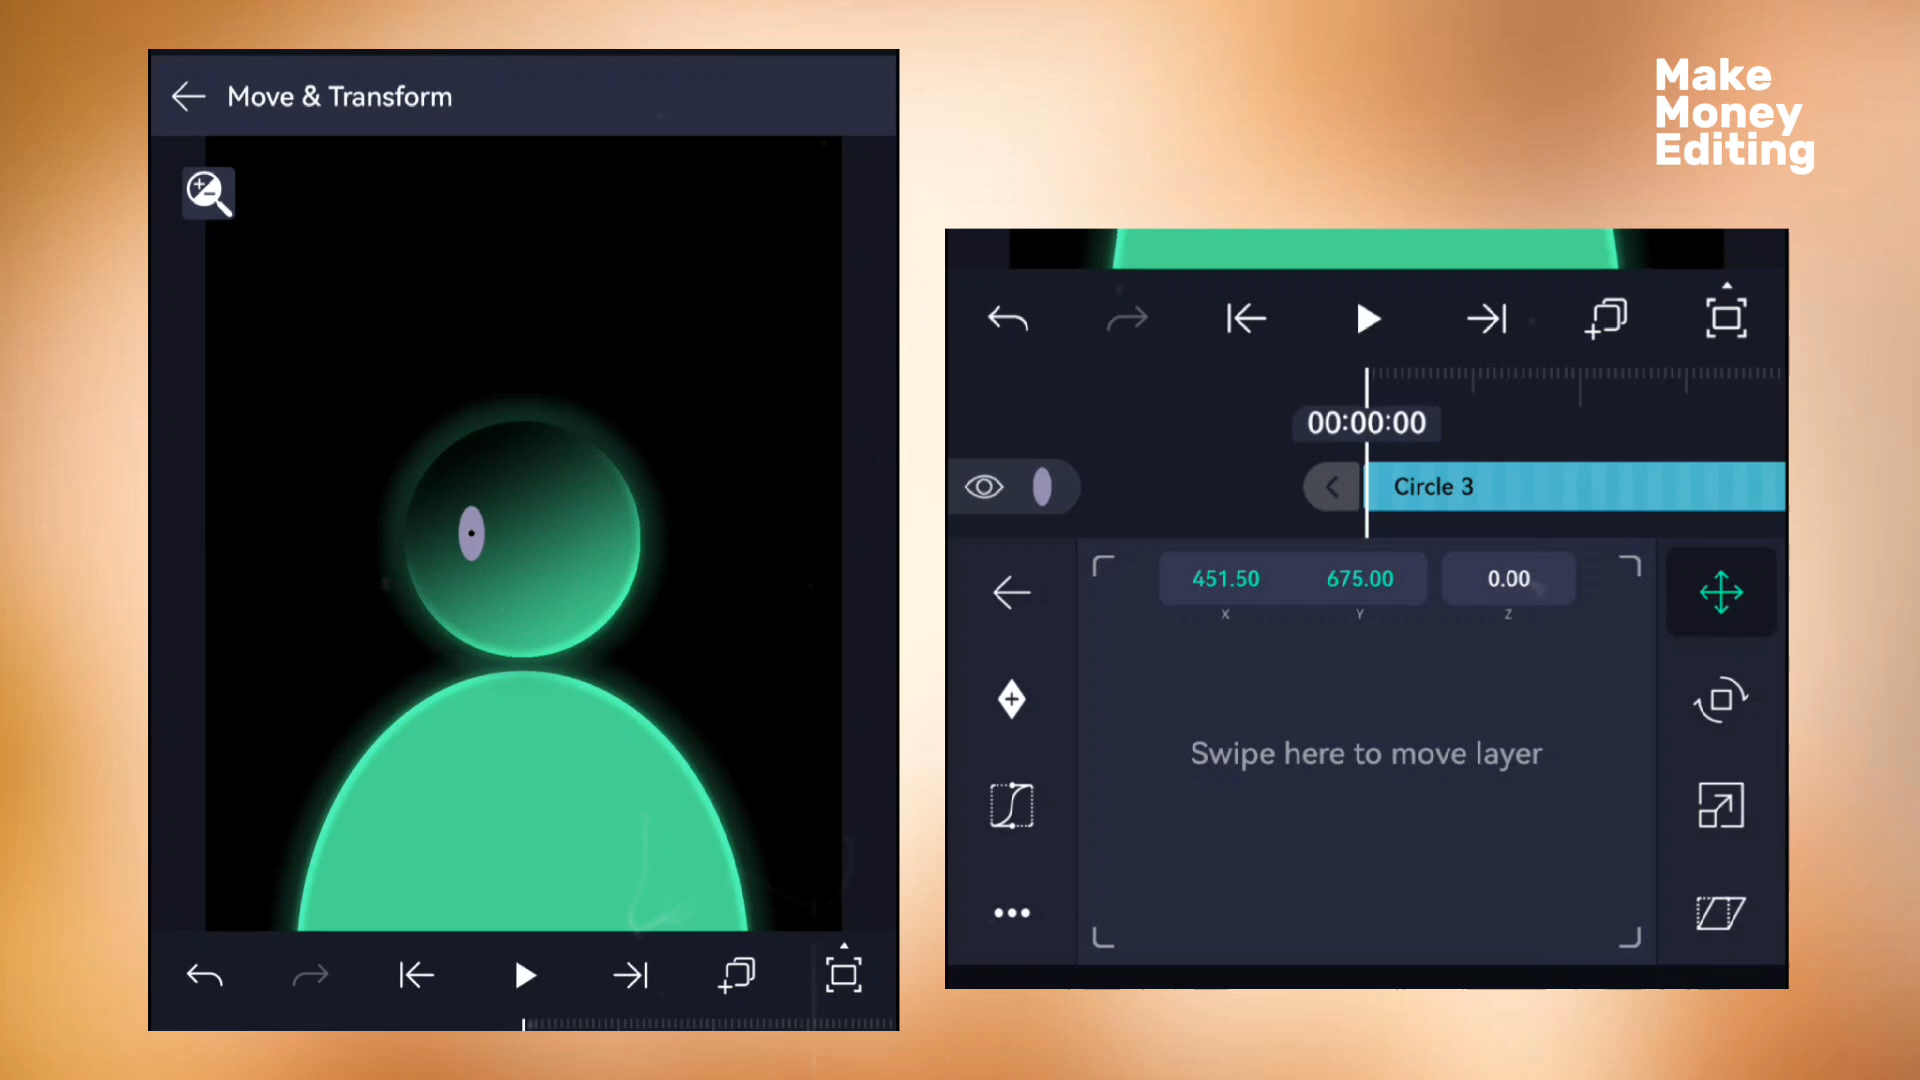 Move & Transform
Make
Money
Editing
00:00:00
Circle 3
451.50 675.00 0.00
X Y Z
Swipe here to move layer